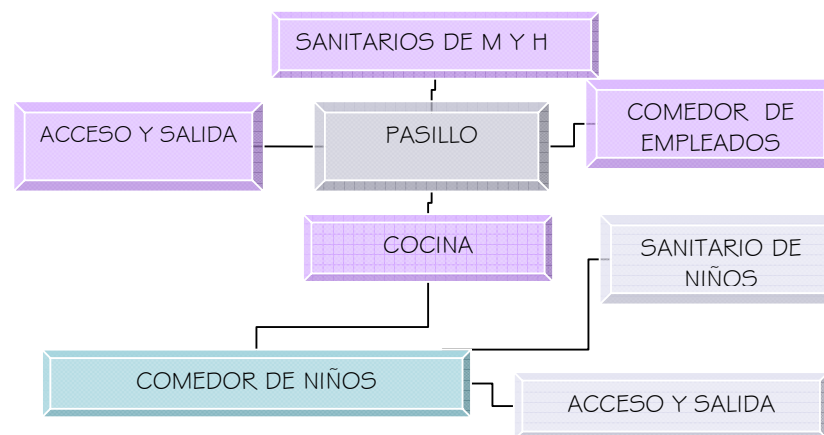 SANITARIOS DE M Y H
ACCESO Y SALIDA
PASILLO
COMEDOR DE
EMPLEADOS
COCINA
SANITARIO DE
NIÑOS
COMEDOR DE NIÑOS
ACCESO Y SALIDA